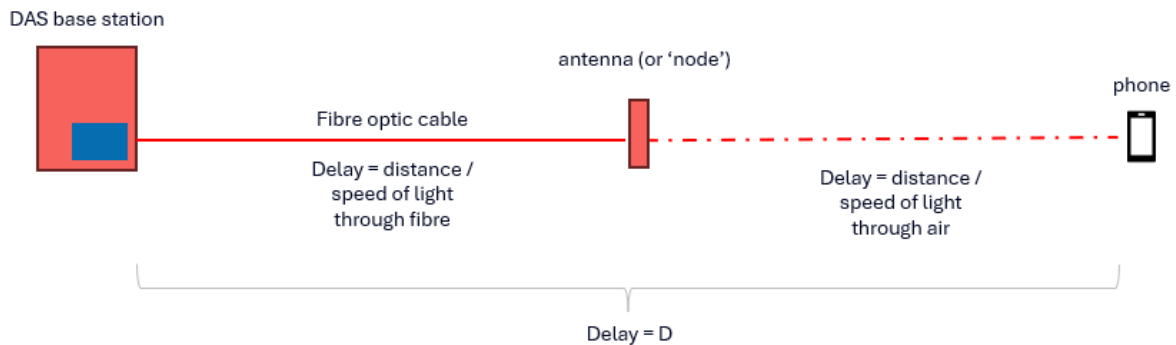 DAS base station
antenna (or ‘node’)
phone
Fibre optic cable
Delay = distance /
speed of light
through fibre
Delay = distance /
speed of light
through air
Delay = D